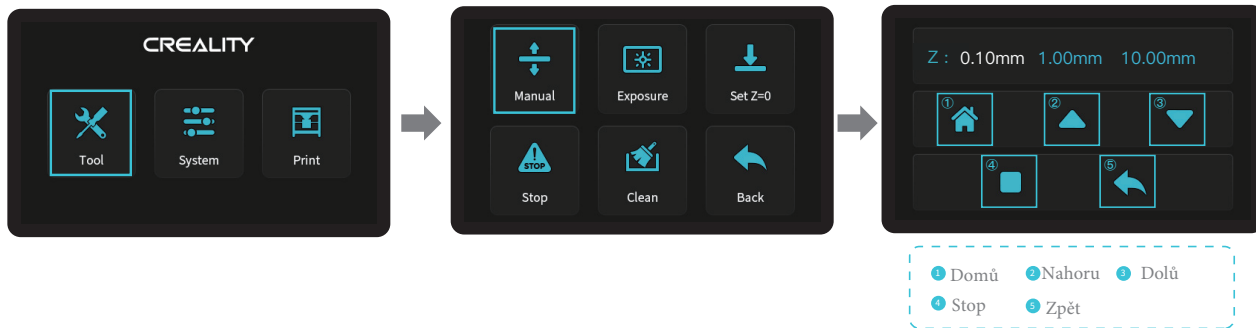 CREALITY
Tool System Print
Manual Exposure Set Z=0
STOP
Stop Clean Back
Z : 0.10mm 1.00mm 10.00mm
① ② ③
④ ⑤
1 Domů 2 Nahoru 3 Dolů
4 Stop 5 Zpět